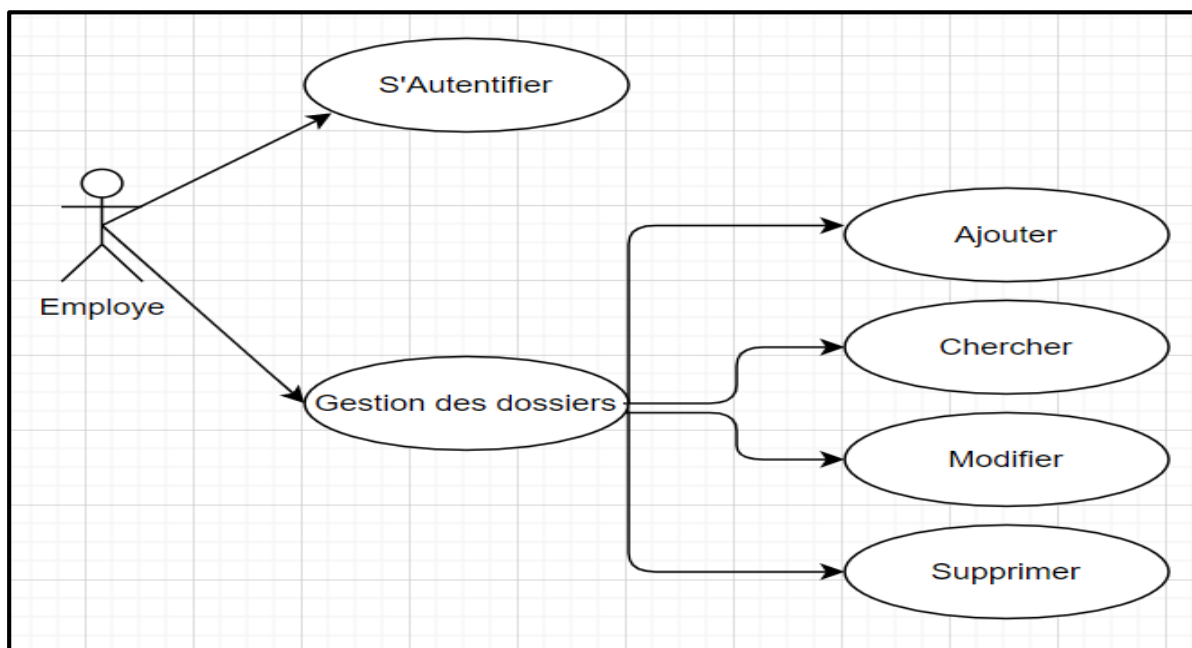 S'Autentifier
Employe
Gestion des dossiers
Ajouter
Chercher
Modifier
Supprimer